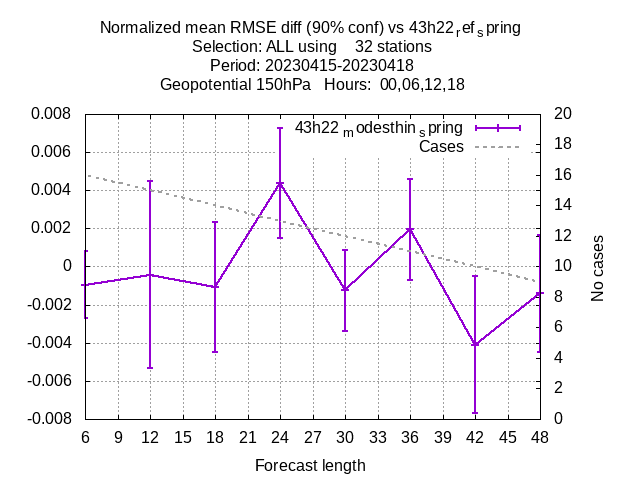 Normalized mean RMSE diff (90% conf) vs 43h22refspring
Selection: ALL using    32 stations
Period: 20230415-20230418
Geopotential 150hPa   Hours:  00,06,12,18
43h22modesthinspring
Cases
0.008
0.006
0.004
0.002
0
-0.002
-0.004
-0.006
-0.008
20
18
16
14
12
10
8
6
4
2
0
No cases
6 9 12 15 18 21 24 27 30 33 36 39 42 45 48
Forecast length